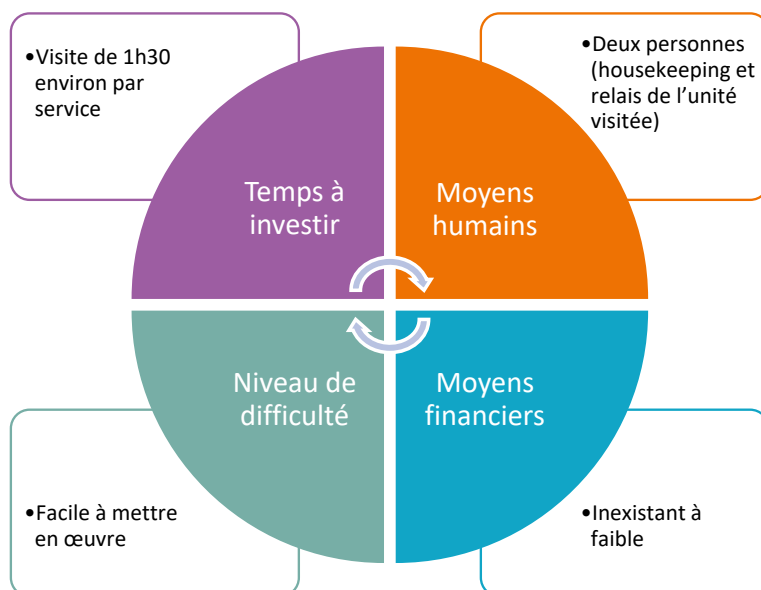 •Visite de 1h30
environ par
service
•Deux personnes
(housekeeping et
relais de l’unité
visitée)
Temps à
investir
Moyens
humains
Niveau de
difficulté
Moyens
financiers
•Facile à mettre
en œuvre
•Inexistant à
faible